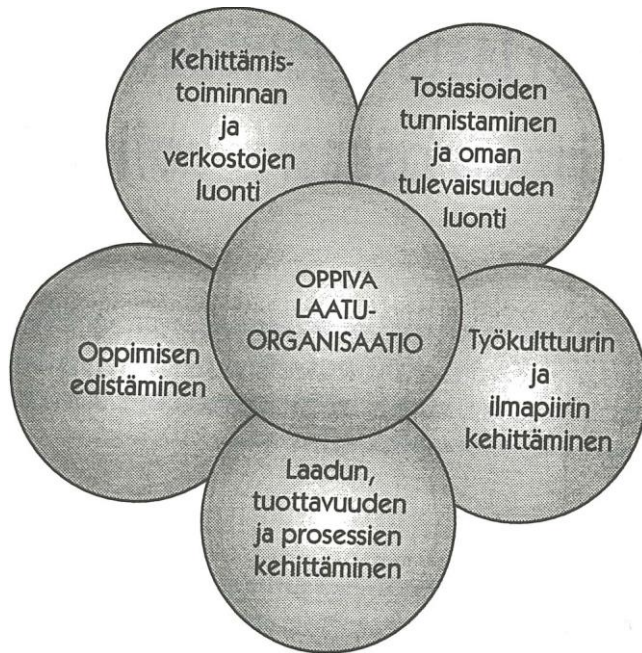 Kehittämis-
toiminnan
ja
verkostojen
luonti
Tosiasioiden
tunnistaminen
ja oman
tulevaisuuden
luonti
OPPIVA
LAATU-
ORGANISAATIO
Oppimisen
edistäminen
Työkulttuurin
ja
ilmapiirin
kehittäminen
Laadun,
tuottavuuden
ja prosessien
kehittäminen